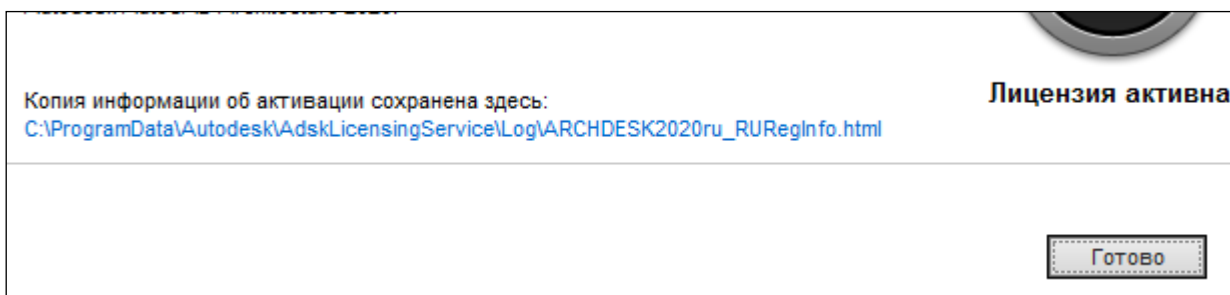 Копия информации об активации сохранена здесь:
C:\ProgramData\Autodesk\AdskLicensingService\Log\ARCHDESK2020ru_RURegInfo.html
Лицензия активна
Готово